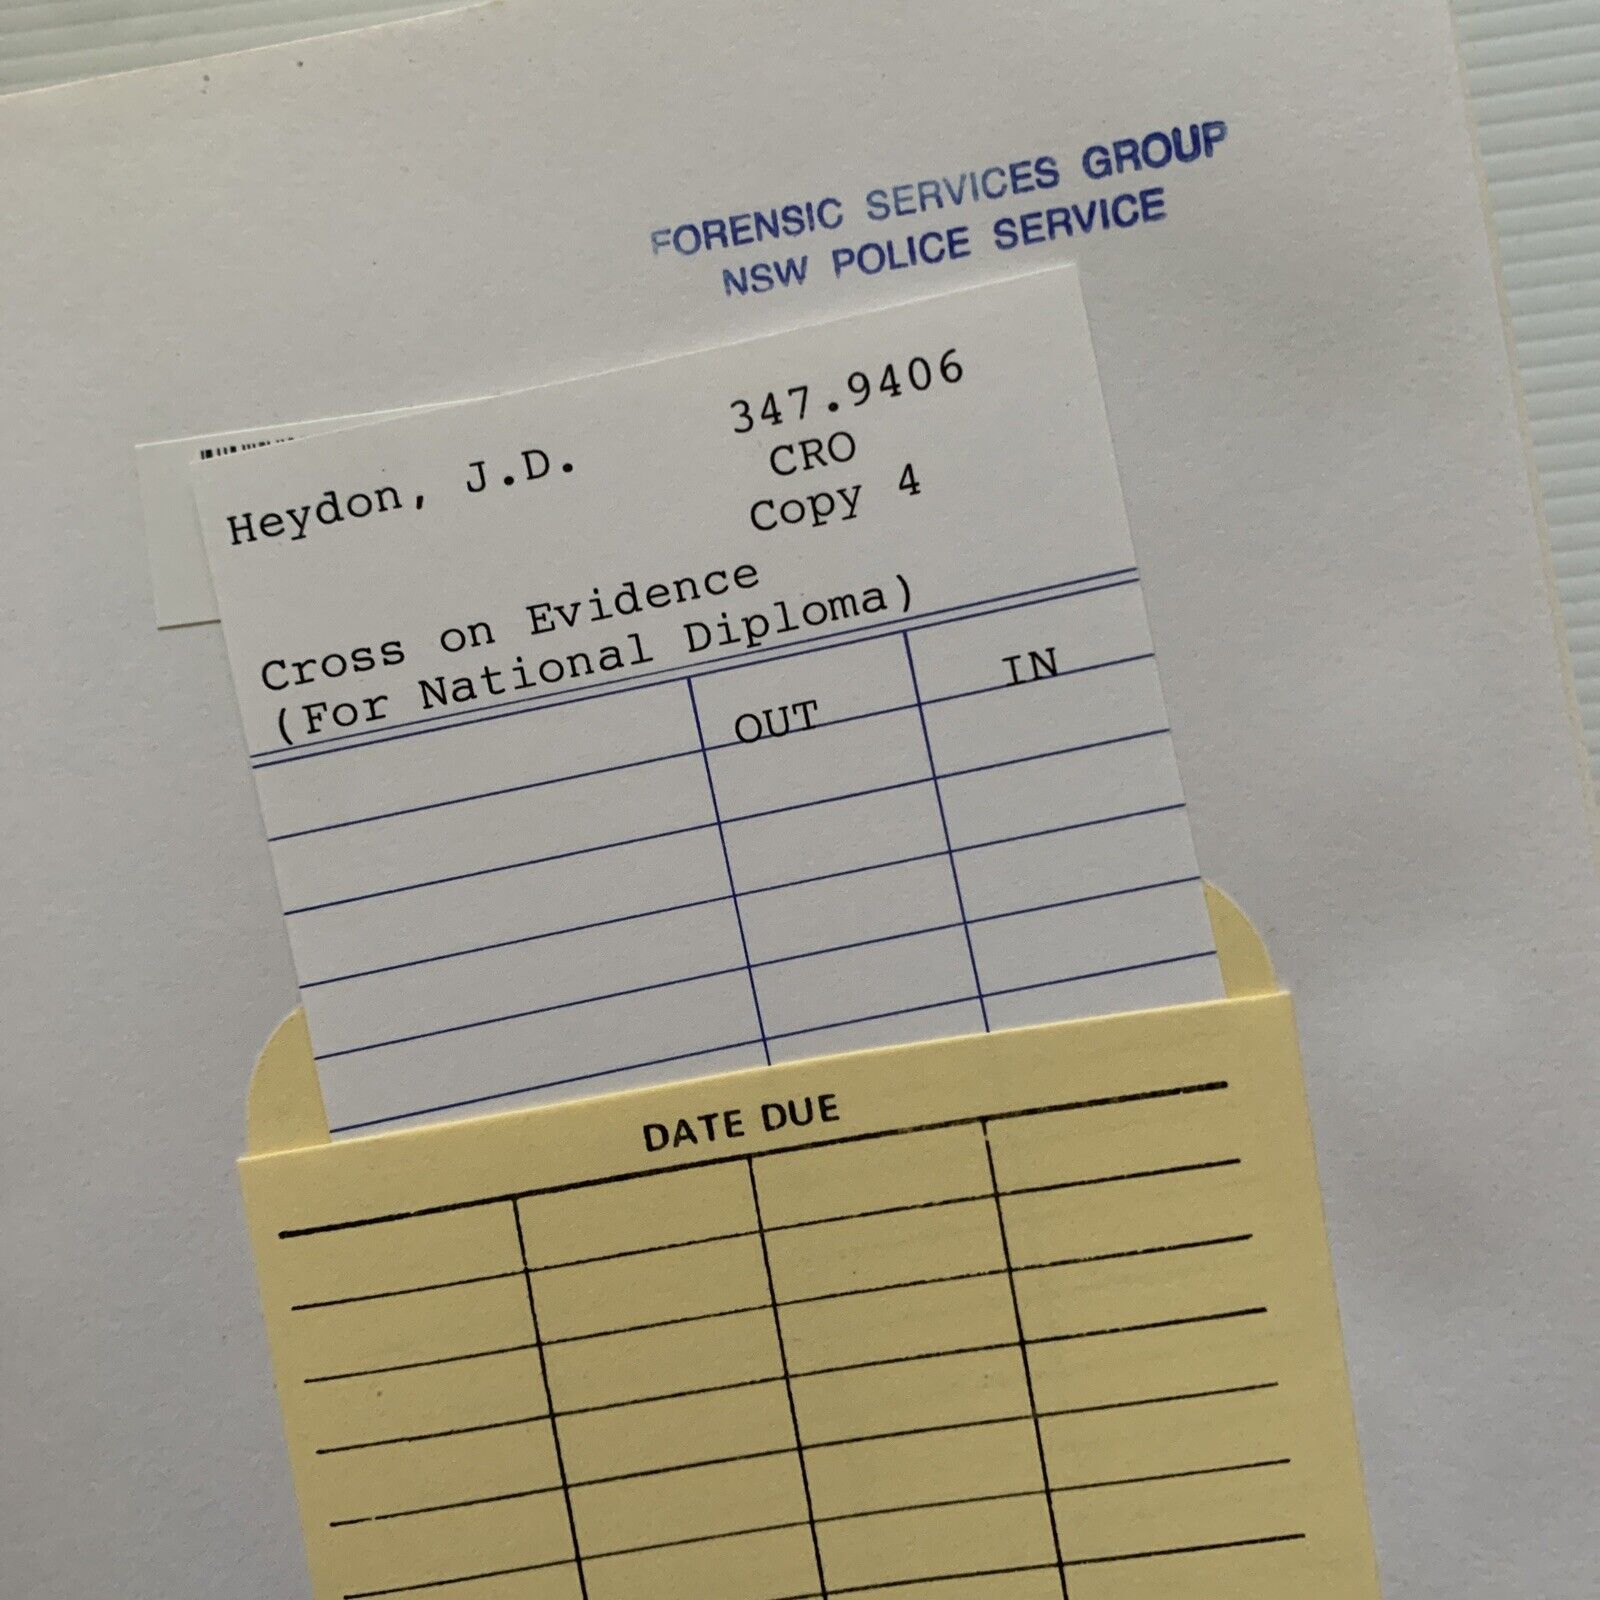 FORENSIC SERVICES GROUP
NSW POLICE SERVICE
Heydon, J.D. 347.9406
CRO
Copy 4
Cross on Evidence
(For National Diploma)
OUT IN
DATE DUE